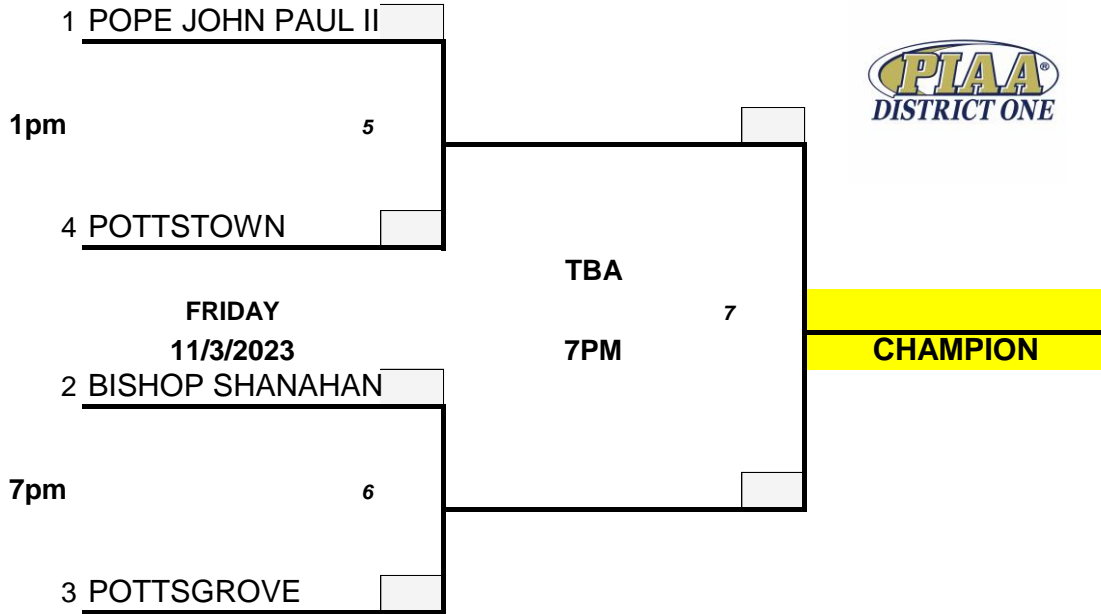 1 POPE JOHN PAUL II
PIAA®
DISTRICT ONE
1pm 5
4 POTTSTOWN
TBA
FRIDAY 7
11/3/2023 7PM CHAMPION
2 BISHOP SHANAHAN
7pm 6
3 POTTSGROVE